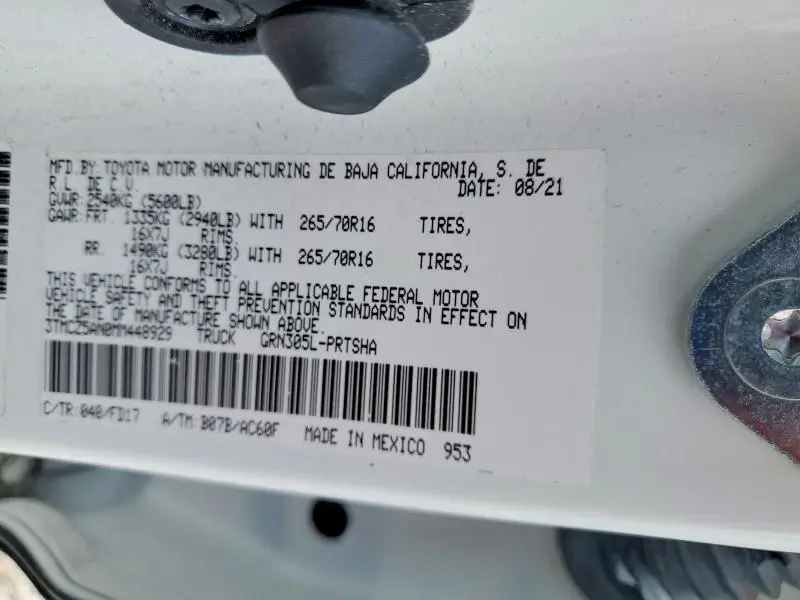 MFD.BY:TOYOTA MOTOR MANUFACTURING DE BAJA CALIFORNIA, S. DE
R.L. DE C.V. DATE: 08/21
GVWR:2540KG (5600LB)
GAWR:FRT. 1335KG (2940LB) WITH 265/70R16 TIRES,
16X7J RIMS.
RR. 1490KG (3280LB) WITH 265/70R16 TIRES,
16X7J RIMS.
THIS VEHICLE CONFORMS TO ALL APPLICABLE FEDERAL MOTOR
VEHICLE SAFETY AND THEFT PREVENTION STANDARDS IN EFFECT ON
THE DATE OF MANUFACTURE SHOWN ABOVE.
3TMCZ5AN0MM448929 TRUCK GRN305L-PRTSHA
C/TR:040/FD17 A/TM:B07B/AC60F MADE IN MEXICO 953